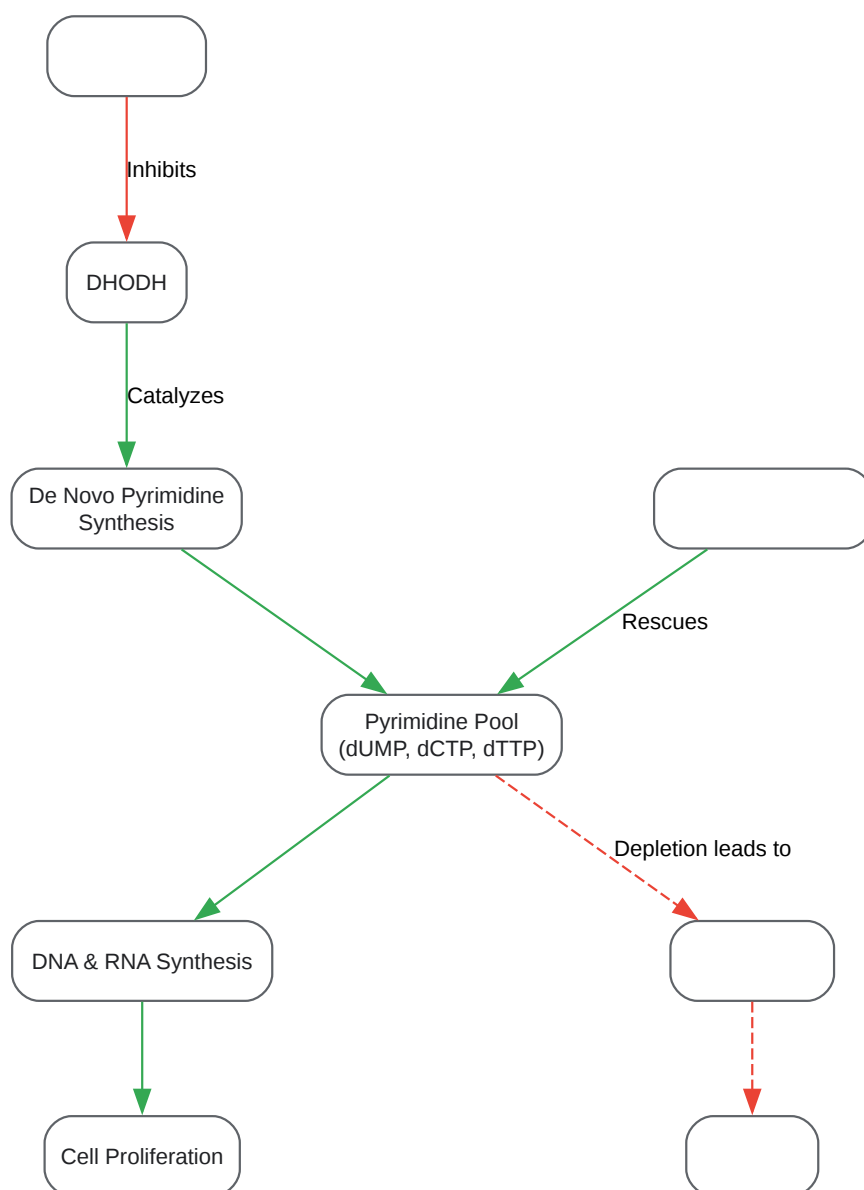 Inhibits
DHODH
Catalyzes
De Novo Pyrimidine
Synthesis
Rescues
Pyrimidine Pool
(dUMP, dCTP, dTTP)
Depletion leads to
DNA & RNA Synthesis
Cell Proliferation